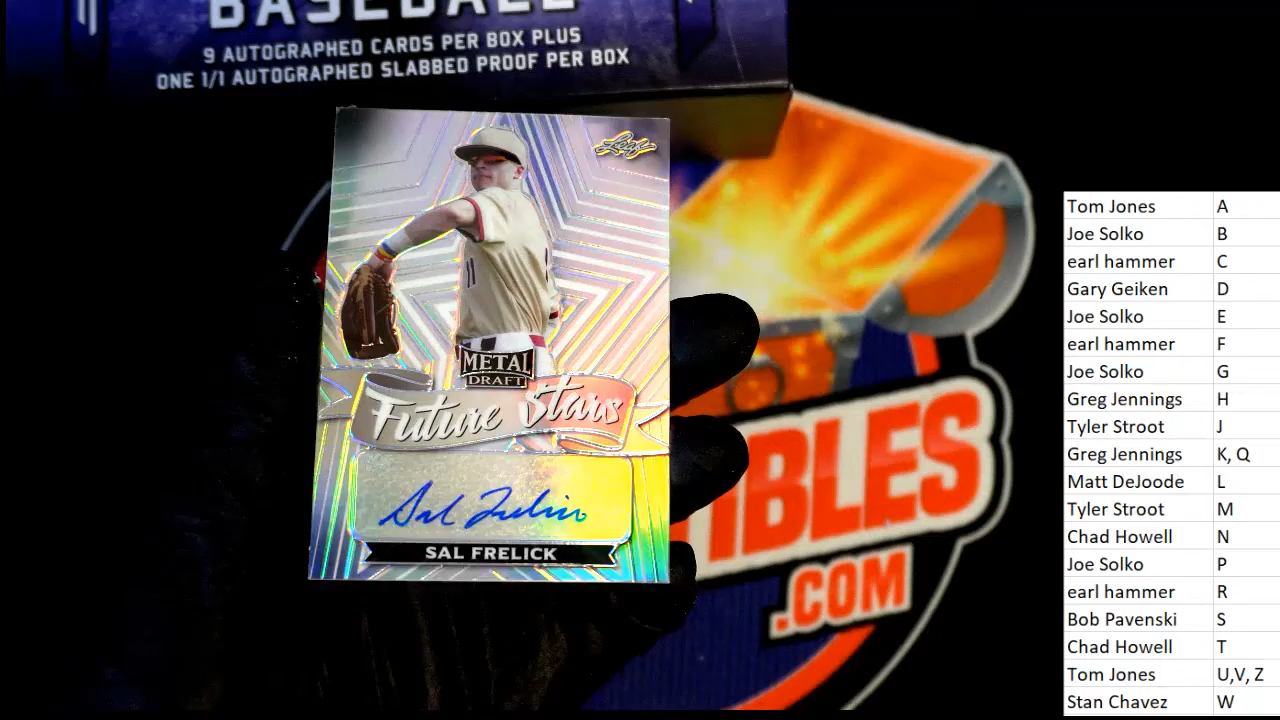 BASEBALL
9 AUTOGRAPHED CARDS PER BOX PLUS
ONE 1/1 AUTOGRAPHED SLABBED PROOF PER BOX
Leaf
11
METAL
DRAFT
Future Stars
Sal Frelick
SAL FRELICK
IBLES
.COM
Tom Jones A
Joe Solko B
earl hammer C
Gary Geiken D
Joe Solko E
earl hammer F
Joe Solko G
Greg Jennings H
Tyler Stroot J
Greg Jennings K, Q
Matt DeJoode L
Tyler Stroot M
Chad Howell N
Joe Solko P
earl hammer R
Bob Pavenski S
Chad Howell T
Tom Jones U,V, Z
Stan Chavez W